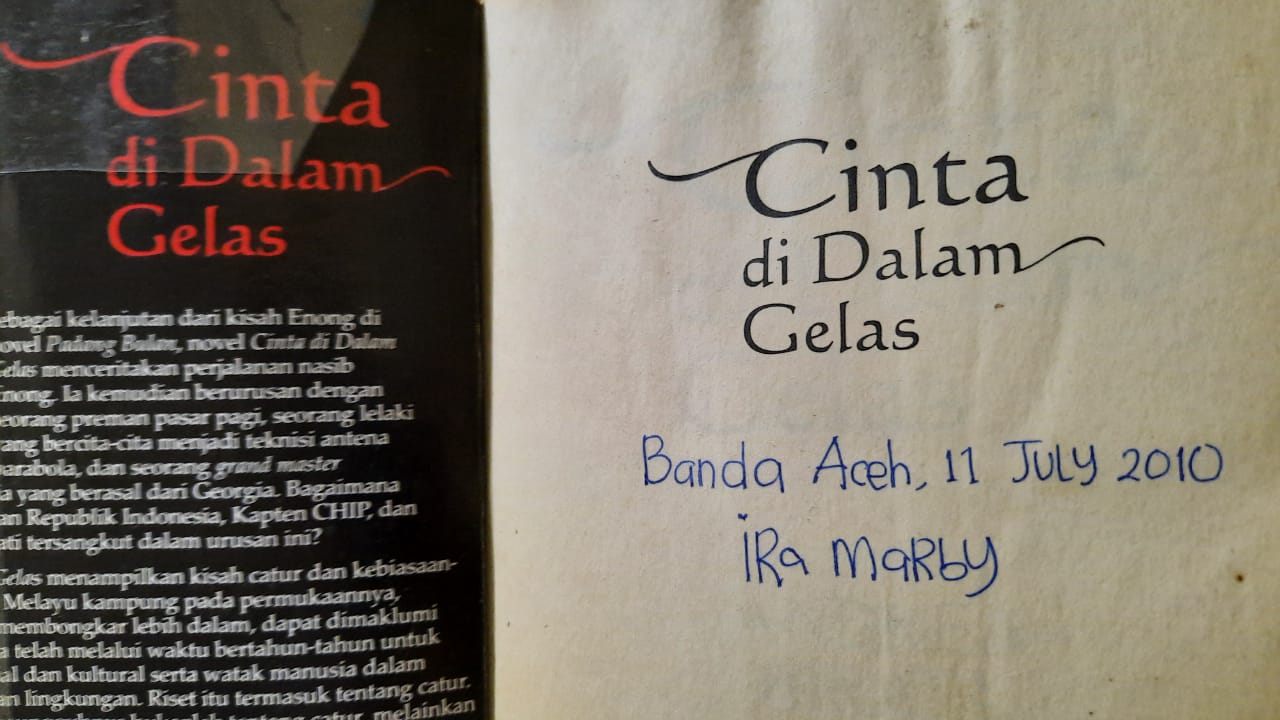 Cinta
di Dalam
Gelas
ebagai kelanjutan dari kisah Enong di
ovel Padang Bulan, novel Cinta di Dalam
Gelas menceritakan perjalanan nasib
Enong. Ia kemudian berurusan dengan
eorang preman pasar pagi, seorang lelaki
yang bercita-cita menjadi teknisi antena
parabola, dan seorang grand master
a yang berasal dari Georgia. Bagaimana
an Republik Indonesia, Kapten CHIP, dan
ati tersangkut dalam urusan ini?
Gelas menampilkan kisah catur dan kebiasaan-
Melayu kampung pada permukaannya,
membongkar lebih dalam, dapat dimaklumi
a telah melalui waktu bertahun-tahun untuk
al dan kultural serta watak manusia dalam
an lingkungan. Riset itu termasuk tentang catur.
tentang catur, melainkan
Cinta
di Dalam
Gelas
Banda Aceh, 11 JULY 2010
iRa MaRby